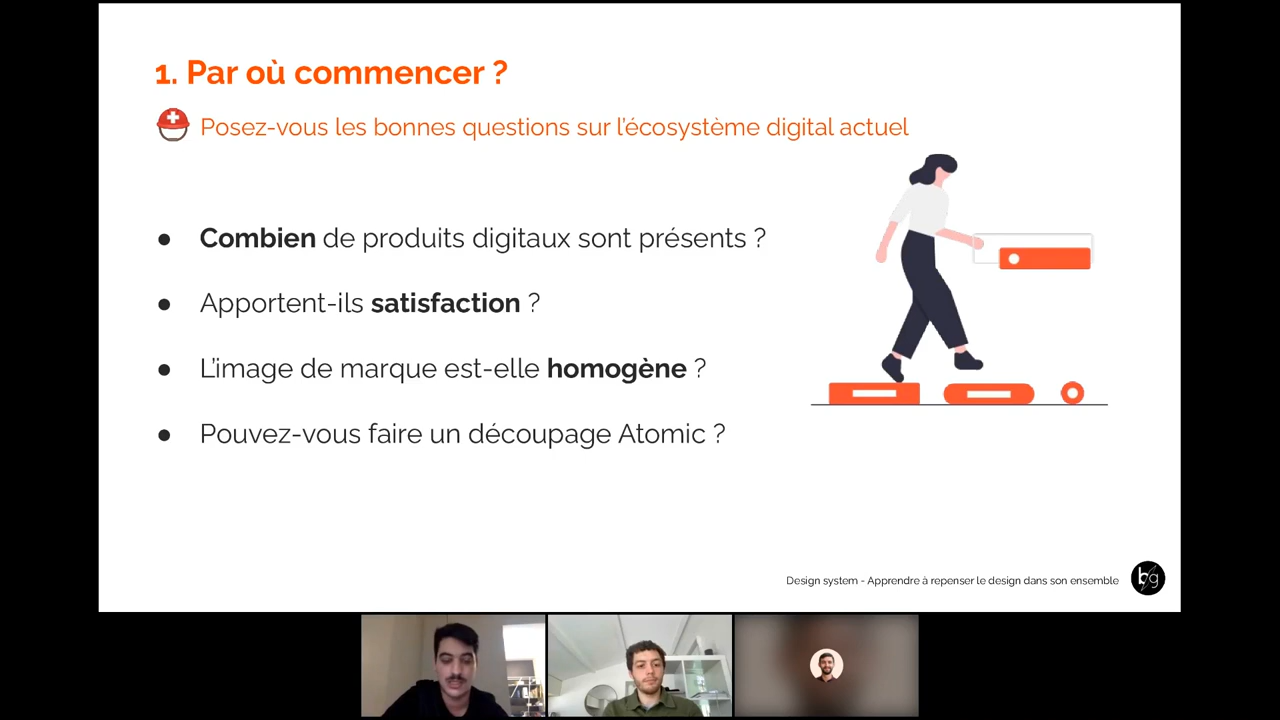 1. Par où commencer ?
Posez-vous les bonnes questions sur l'écosystème digital actuel
● Combien de produits digitaux sont présents ?
● Apportent-ils satisfaction ?
● L'image de marque est-elle homogène ?
● Pouvez-vous faire un découpage Atomic ?
Design system - Apprendre à repenser le design dans son ensemble
bg